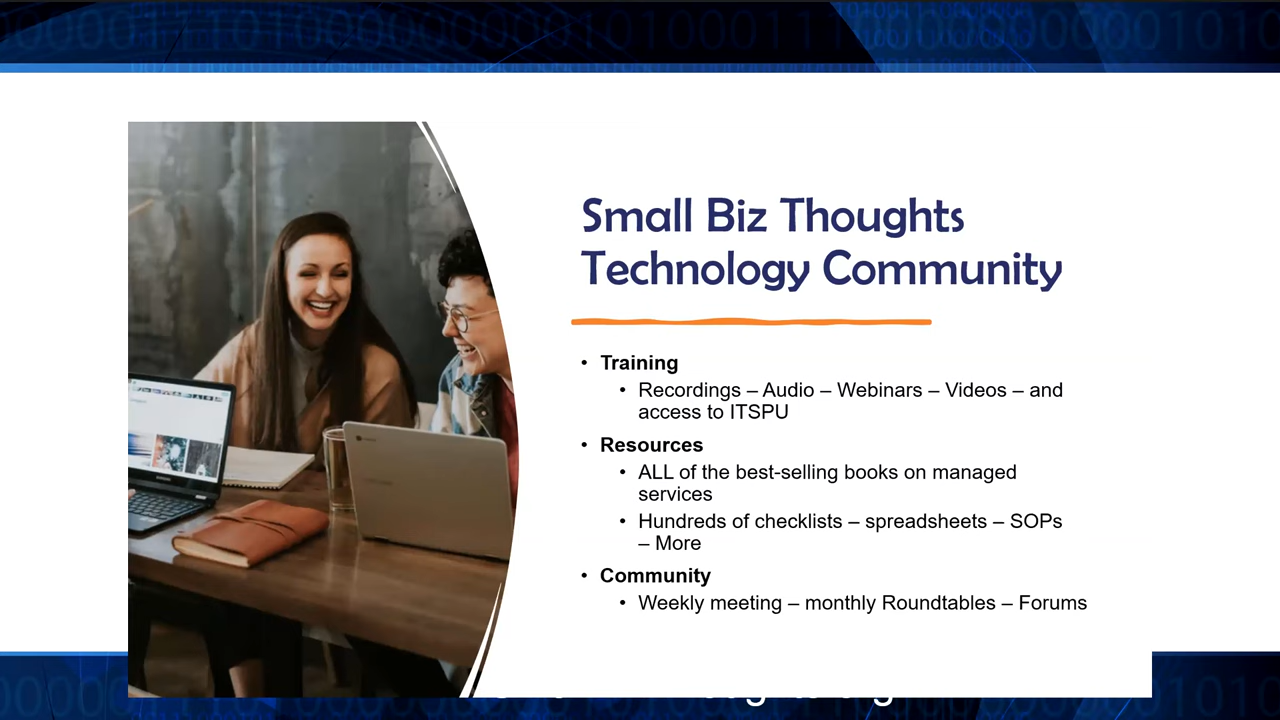 Small Biz Thoughts
Technology Community
• Training
• Recordings – Audio – Webinars – Videos – and
access to ITSPU
• Resources
• ALL of the best-selling books on managed
services
• Hundreds of checklists – spreadsheets – SOPs
– More
• Community
• Weekly meeting – monthly Roundtables – Forums